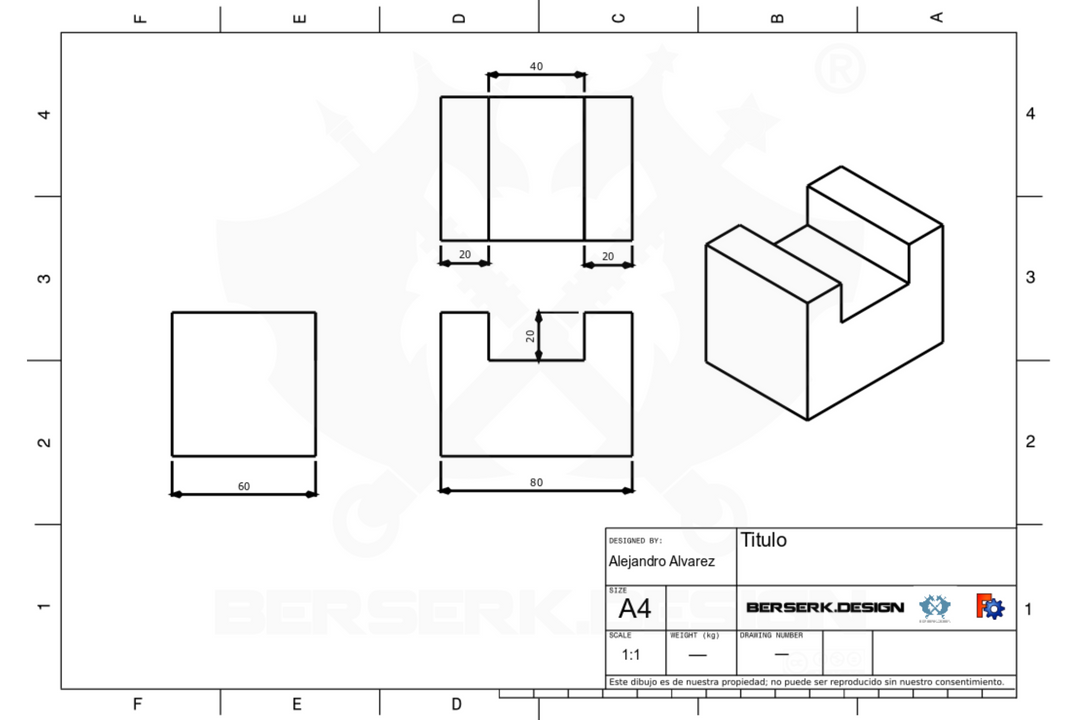 F E D C B A
40
®
4 4
20 20
3 3
20
2 2
60
80
DESIGNED BY:
Alejandro Alvarez
Titulo
SIZE
A4
BERSERK.DESIGN
BERSERK.DESIGN
1 1
SCALE
1:1
WEIGHT (kg)
—
DRAWING NUMBER
—
Este dibujo es de nuestra propiedad; no puede ser reproducido sin nuestro consentimiento.
F E D